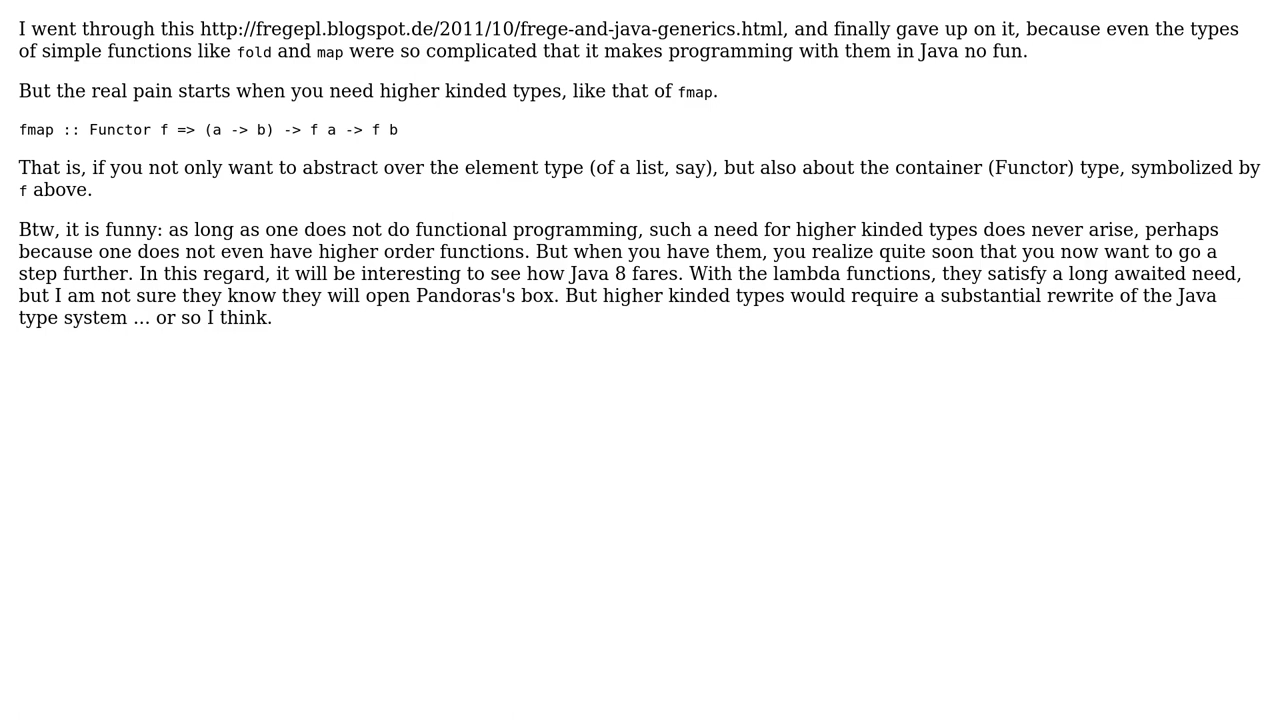 I went through this http://fregepl.blogspot.de/2011/10/frege-and-java-generics.html, and finally gave up on it, because even the types
of simple functions like fold and map were so complicated that it makes programming with them in Java no fun.
But the real pain starts when you need higher kinded types, like that of fmap.
fmap :: Functor f => (a -> b) -> f a -> f b
That is, if you not only want to abstract over the element type (of a list, say), but also about the container (Functor) type, symbolized by
f above.
Btw, it is funny: as long as one does not do functional programming, such a need for higher kinded types does never arise, perhaps
because one does not even have higher order functions. But when you have them, you realize quite soon that you now want to go a
step further. In this regard, it will be interesting to see how Java 8 fares. With the lambda functions, they satisfy a long awaited need,
but I am not sure they know they will open Pandoras's box. But higher kinded types would require a substantial rewrite of the Java
type system ... or so I think.